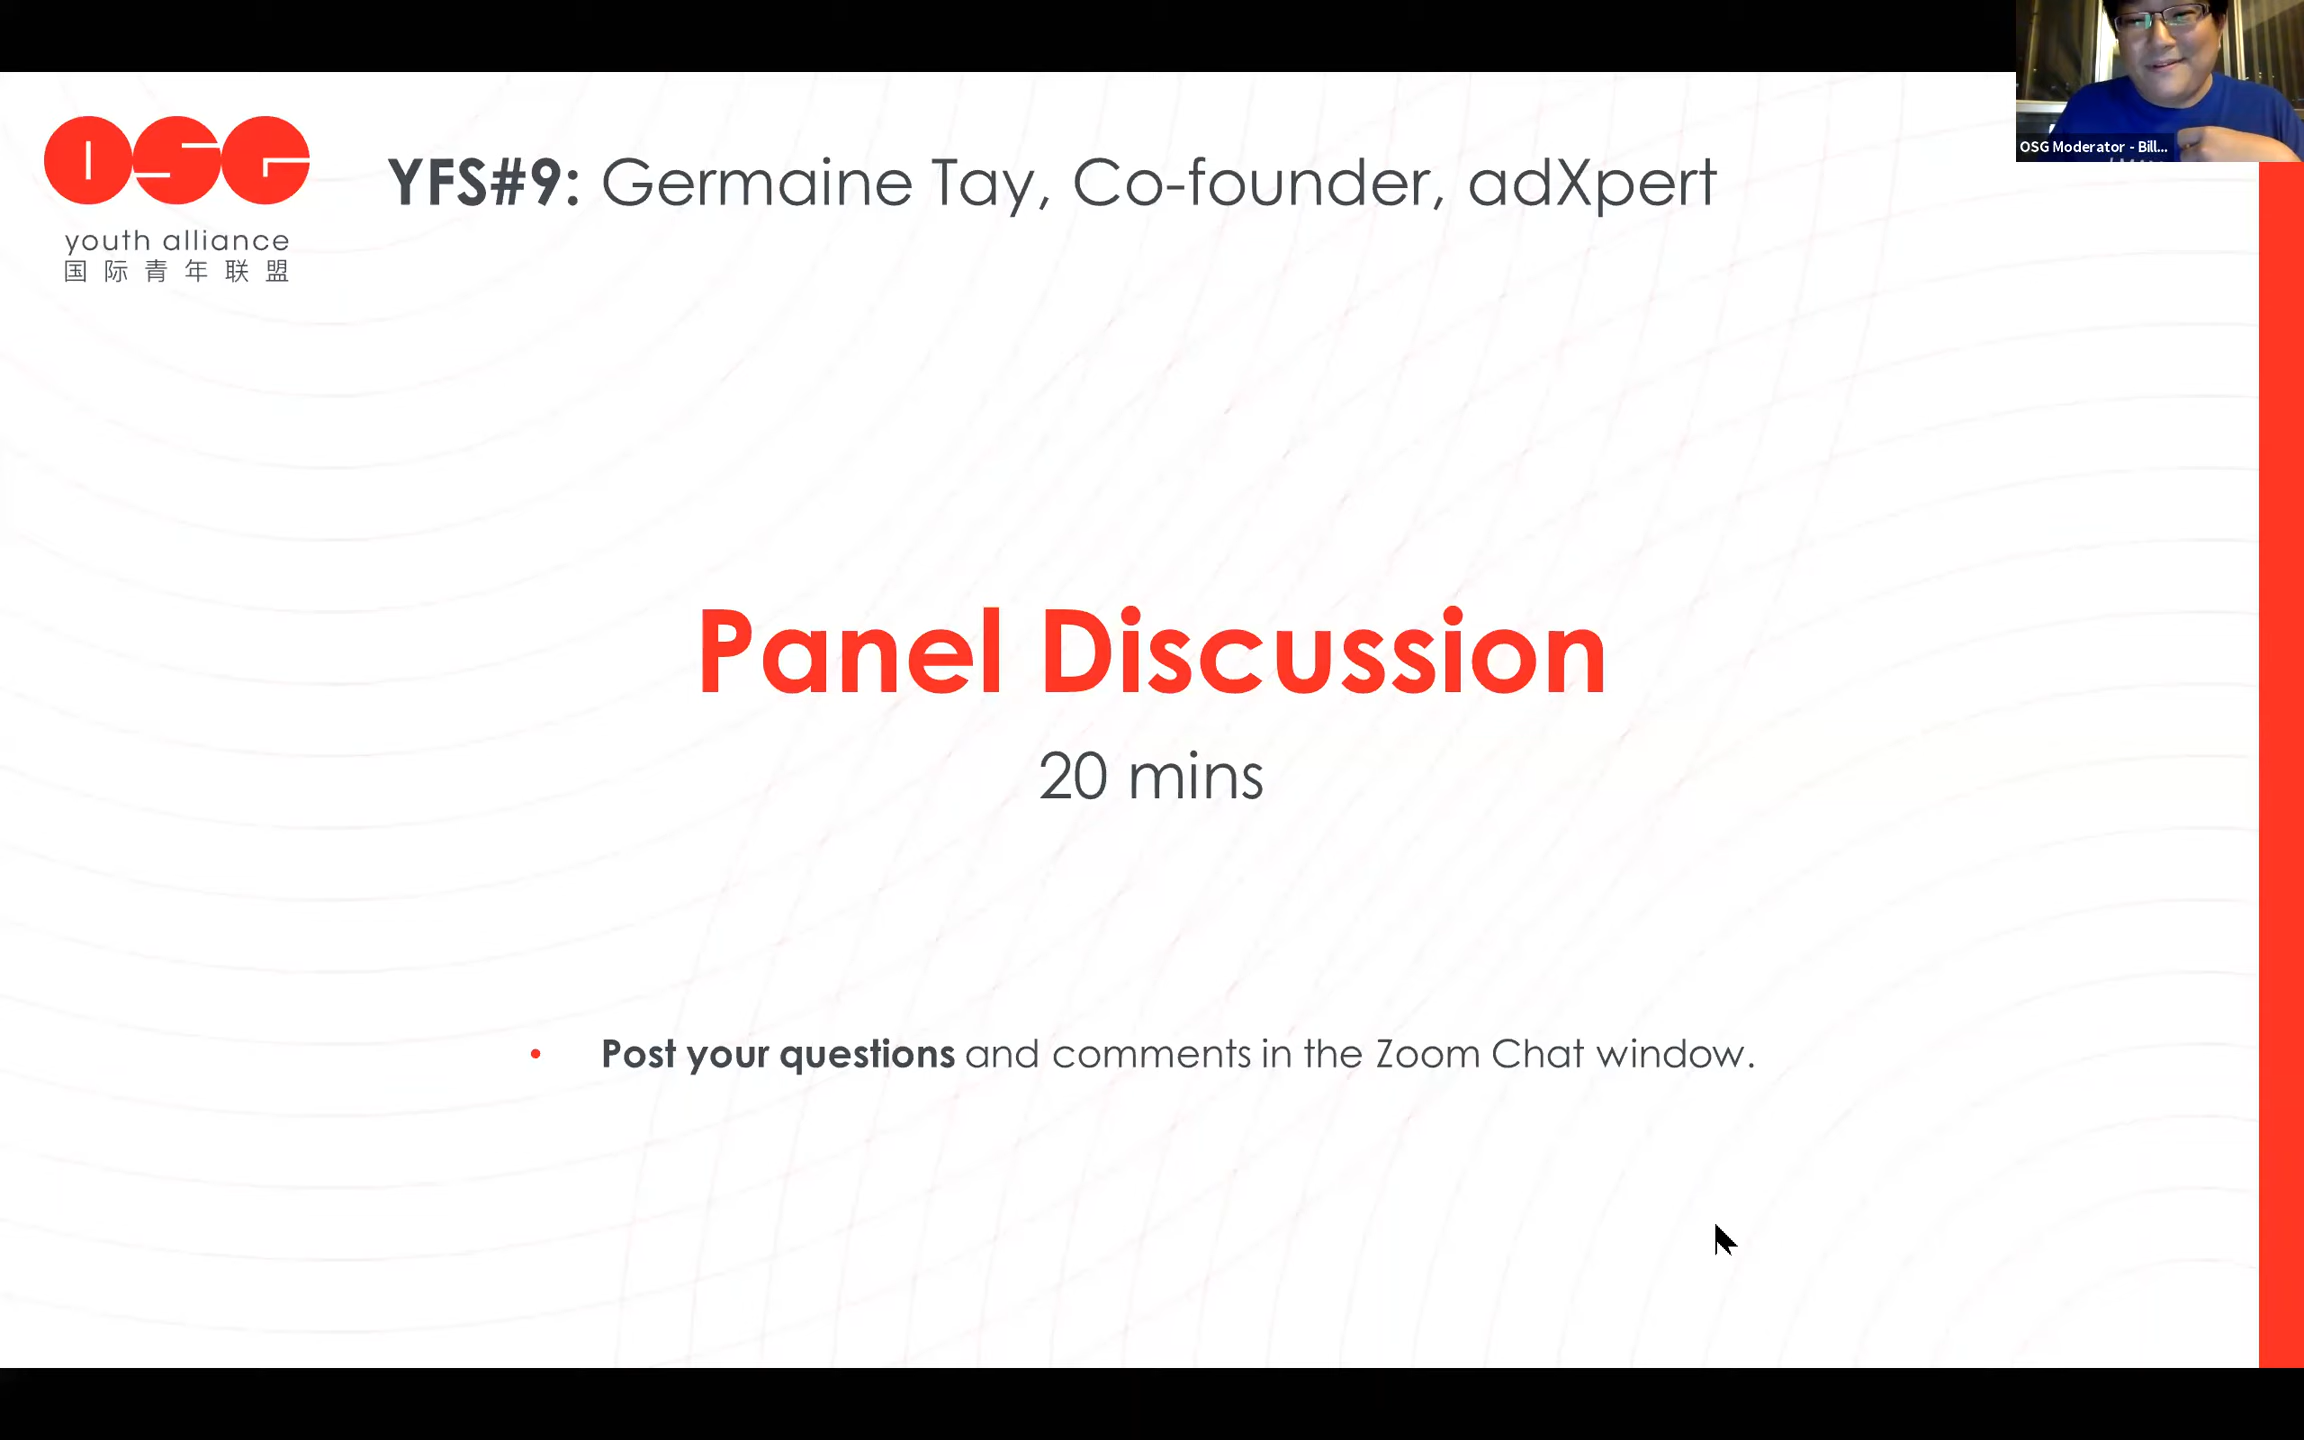 OSG
youth alliance
国际青年联盟
YFS#9: Germaine Tay, Co-founder, adXpert
OSG Moderator - Bill...
Panel Discussion
20 mins
• Post your questions and comments in the Zoom Chat window.